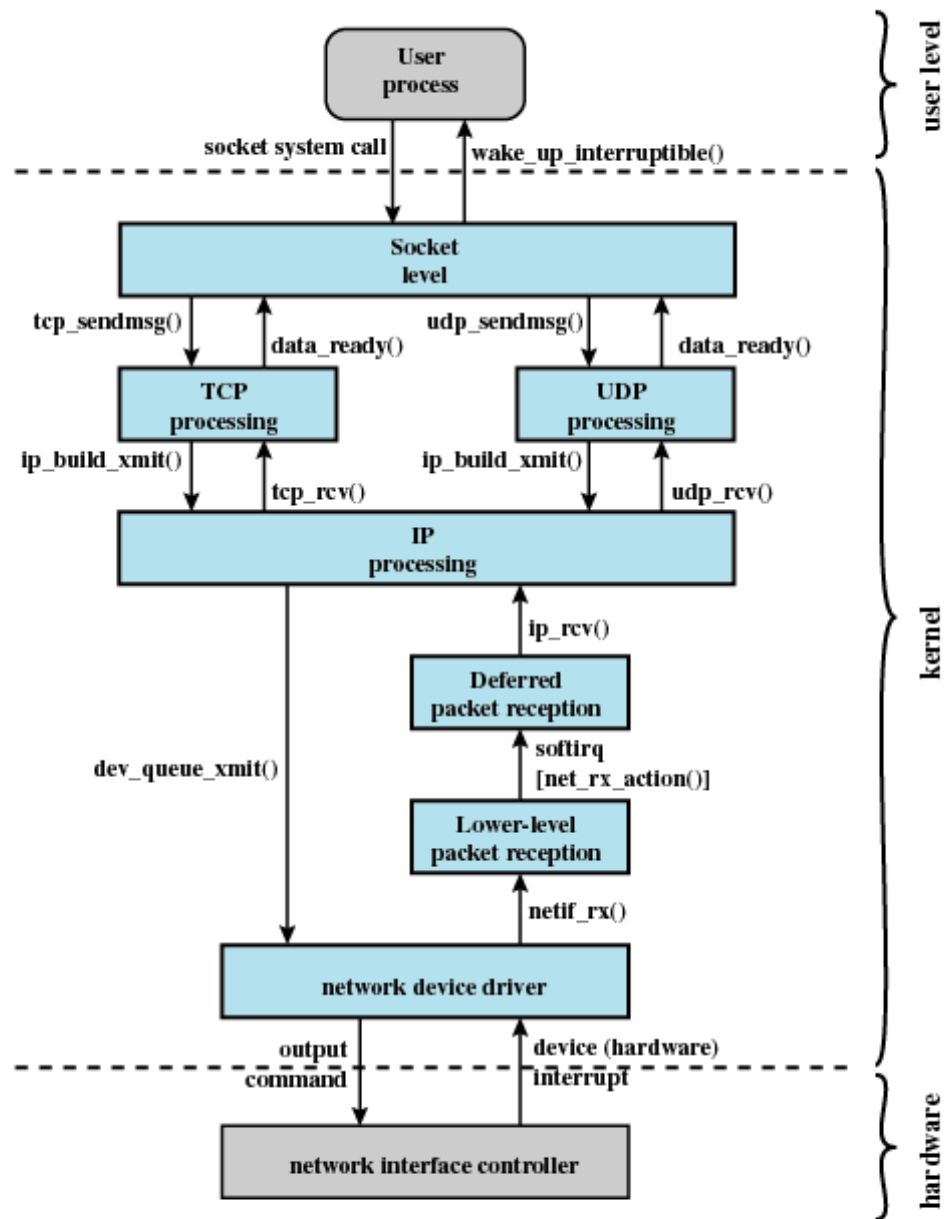 User
process
user level
socket system call
wake_up_interruptible()
Socket
level
tcp_sendmsg()
data_ready()
udp_sendmsg()
data_ready()
TCP
processing
UDP
processing
ip_build_xmit()
tcp_rcv()
ip_build_xmit()
udp_rcv()
IP
processing
kernel
ip_rcv()
Deferred
packet reception
dev_queue_xmit()
softirq
[net_rx_action()]
Lower-level
packet reception
netif_rx()
network device driver
output
command
device (hardware)
interrupt
network interface controller
hardware